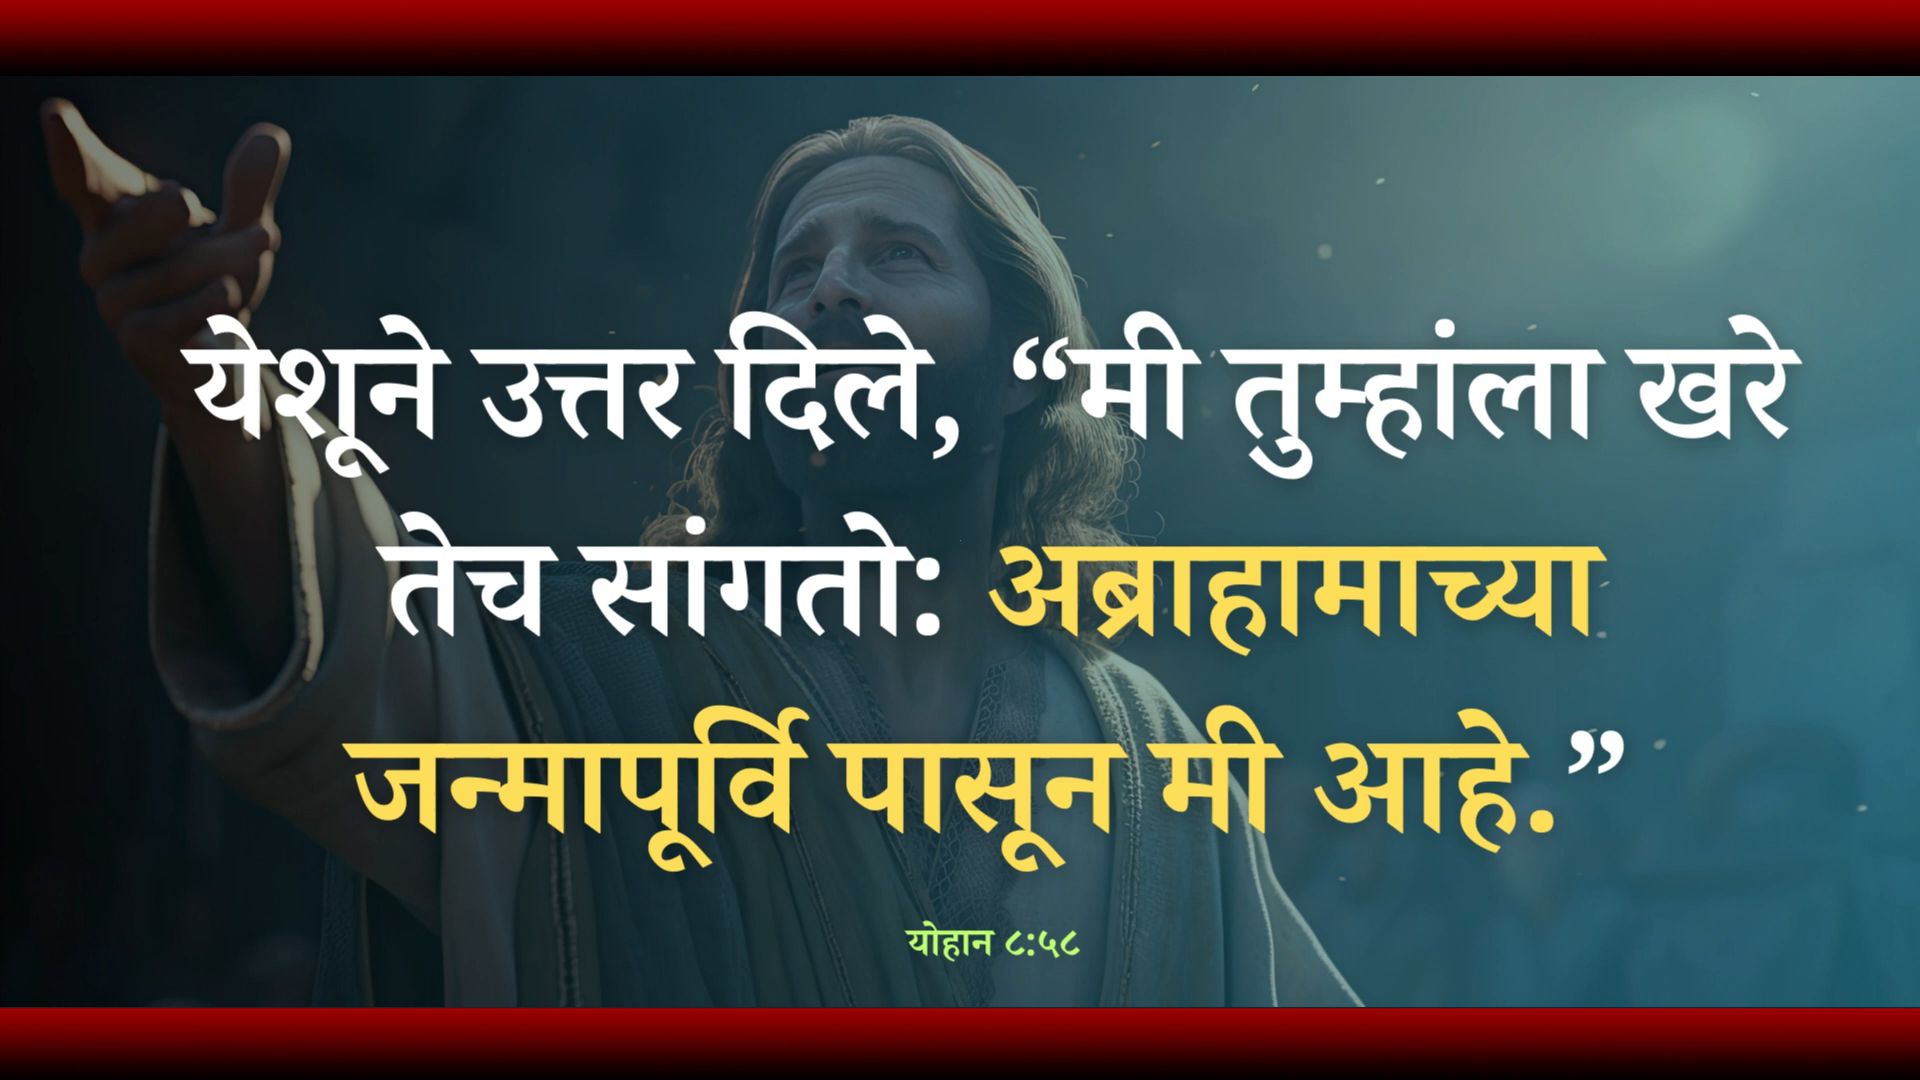 येशूने उत्तर दिले, “मी तुम्हांला खरे
तेच सांगतो: अब्राहामाच्या
जन्मापूर्वि पासून मी आहे.”
योहान ८:५८